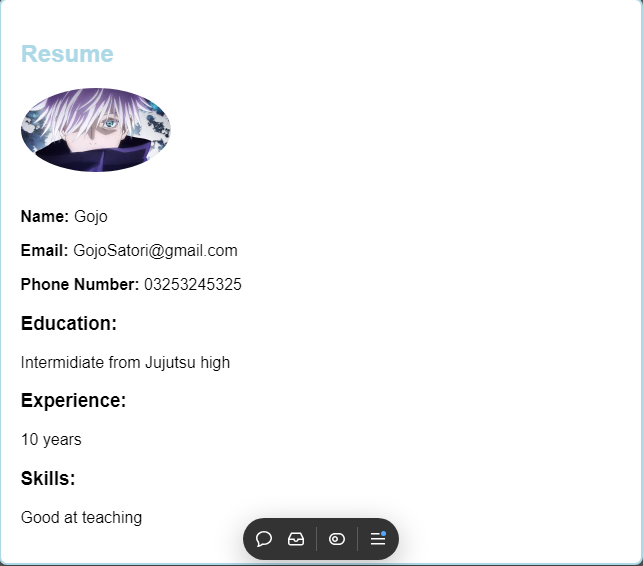 Resume
Name: Gojo
Email: GojoSatori@gmail.com
Phone Number: 03253245325
Education:
Intermidiate from Jujutsu high
Experience:
10 years
Skills:
Good at teaching